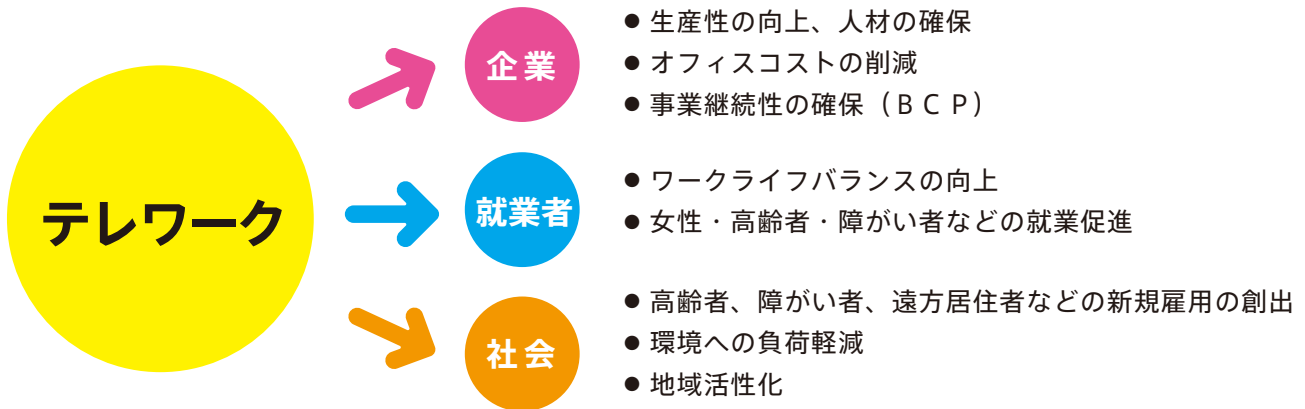 テレワーク
企業
● 生産性の向上、人材の確保
● オフィスコストの削減
● 事業継続性の確保(BCP)
就業者
● ワークライフバランスの向上
● 女性・高齢者・障がい者などの就業促進
社会
● 高齢者、障がい者、遠方居住者などの新規雇用の創出
● 環境への負荷軽減
● 地域活性化